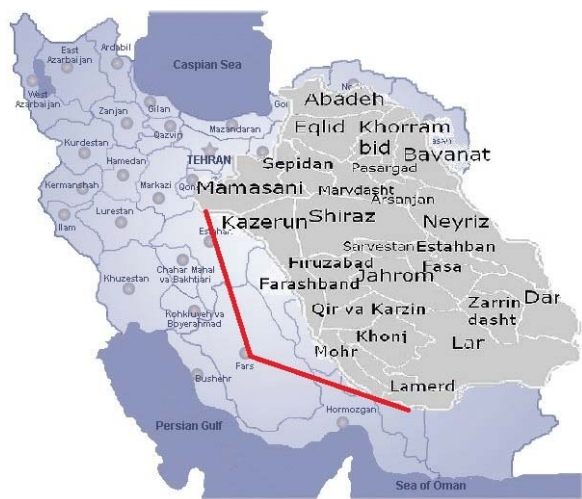 East
Azarbaijan
Ardabil
Caspian Sea
West
Azarbaijan
Zanjan
Gilan
Qazvin
Mazandaran
Kurdestan
Hamedan
TEHRAN
Kermanshah
Markazi
Ilam
Lurestan
Khuzestan
Chahar Mahal
va Bakhtiari
Kohkiluyeh va
Boyerahmad
Fars
Bushehr
Hormozgan
Persian Gulf
Sea of Oman
Abadeh
Eqlid
Khorram
bid
Bavanat
Sepidan
Pasargad
Mamasani
Marvdasht
Arsanjan
Kazerun
Shiraz
Neyriz
Sarvestan
Estahban
Firuzabad
Fasa
Farashband
Jahrom
Qir va Karzin
Zarrin
dasht
Dar
Khonj
Mohr
Lar
Lamerd